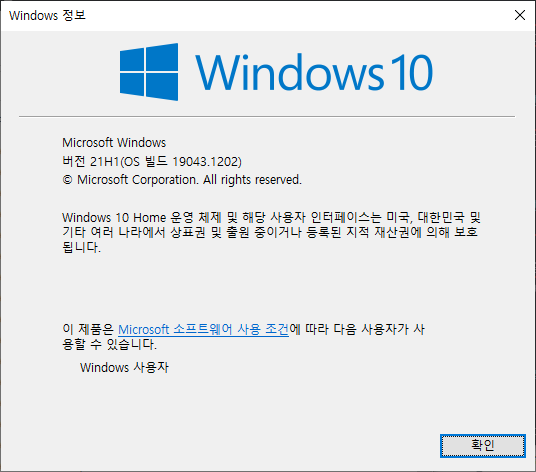 Windows 정보
Windows 10
Microsoft Windows
버전 21H1(OS 빌드 19043.1202)
© Microsoft Corporation. All rights reserved.
Windows 10 Home 운영 체제 및 해당 사용자 인터페이스는 미국, 대한민국 및
기타 여러 나라에서 상표권 및 출원 중이거나 등록된 지적 재산권에 의해 보호
됩니다.
이 제품은 Microsoft 소프트웨어 사용 조건에 따라 다음 사용자가 사
용할 수 있습니다.
Windows 사용자
확인